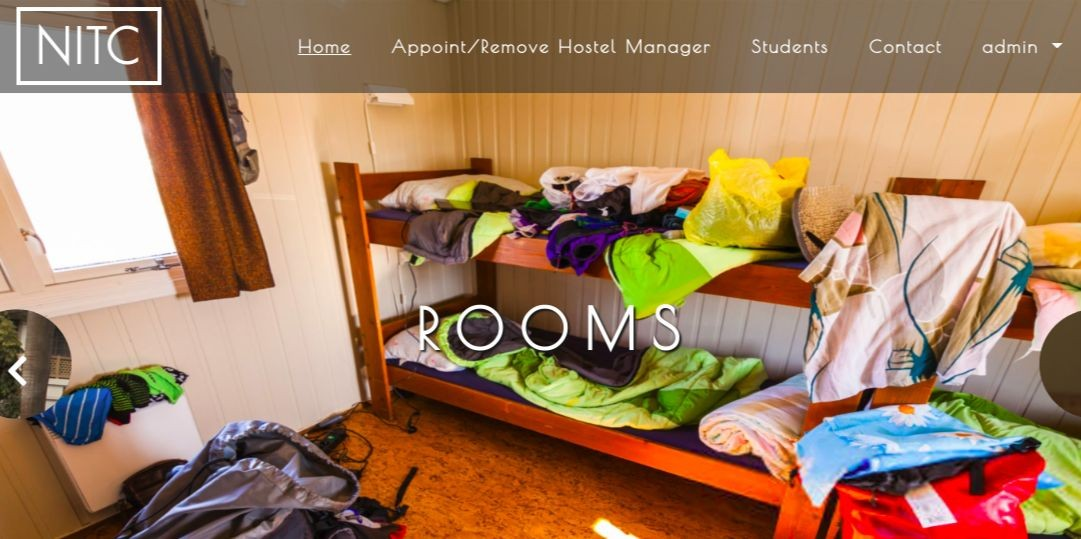 NITC
Home Appoint/Remove Hostel Manager Students Contact admin
ROOMS